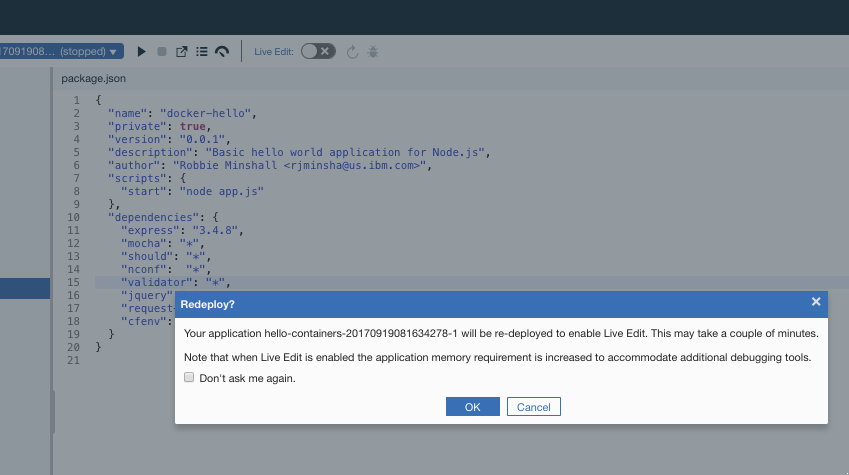 17091908... (stopped)
Live Edit:
package.json
1 {
2 "name": "docker-hello",
3 "private": true,
4 "version": "0.0.1",
5 "description": "Basic hello world application for Node.js",
6 "author": "Robbie Minshall <rjminsha@us.ibm.com>",
7 "scripts": {
8 "start": "node app.js"
9 },
10 "dependencies": {
11 "express": "3.4.8",
12 "mocha": "*",
13 "should": "*",
14 "nconf":  "*",
15 "validator": "*",
16 "jquery"
17 "request
18 "cfenv":
19 }
20 }
21
Redeploy?
Your application hello-containers-20170919081634278-1 will be re-deployed to enable Live Edit. This may take a couple of minutes.
Note that when Live Edit is enabled the application memory requirement is increased to accommodate additional debugging tools.
Don't ask me again.
OK Cancel